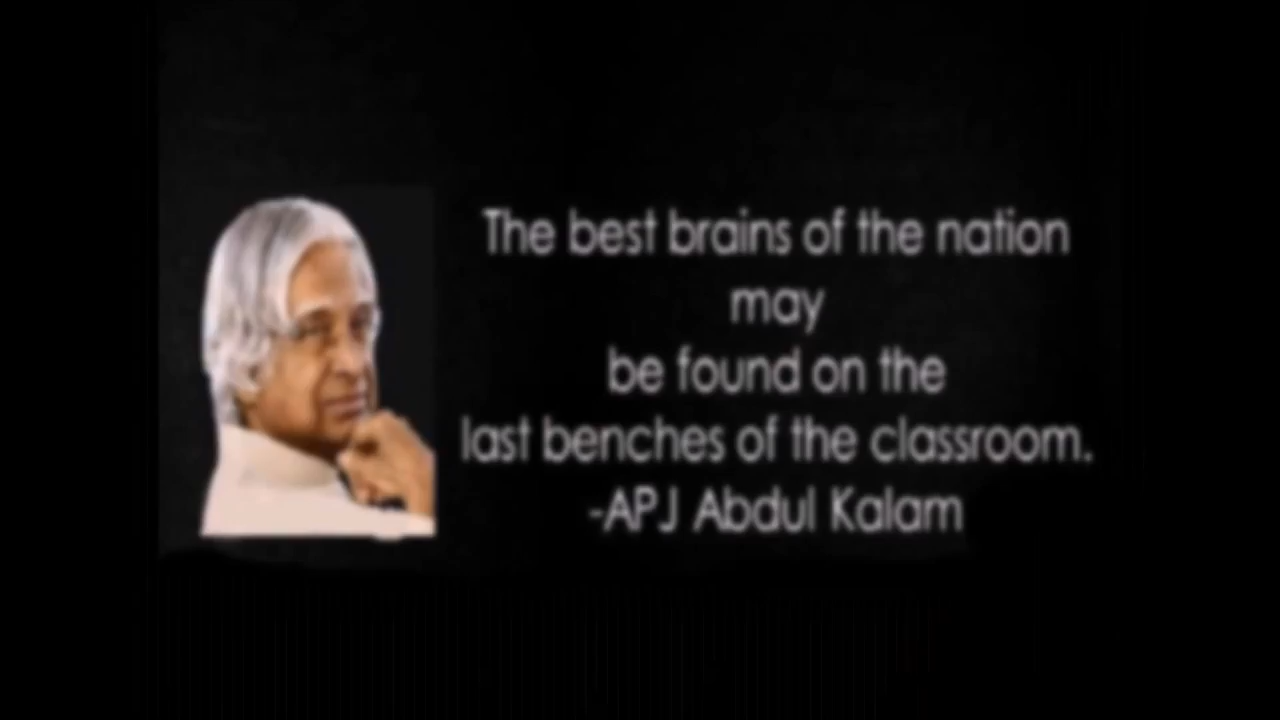 The best brains of the nation
may
be found on the
last benches of the classroom.
-APJ Abdul Kalam